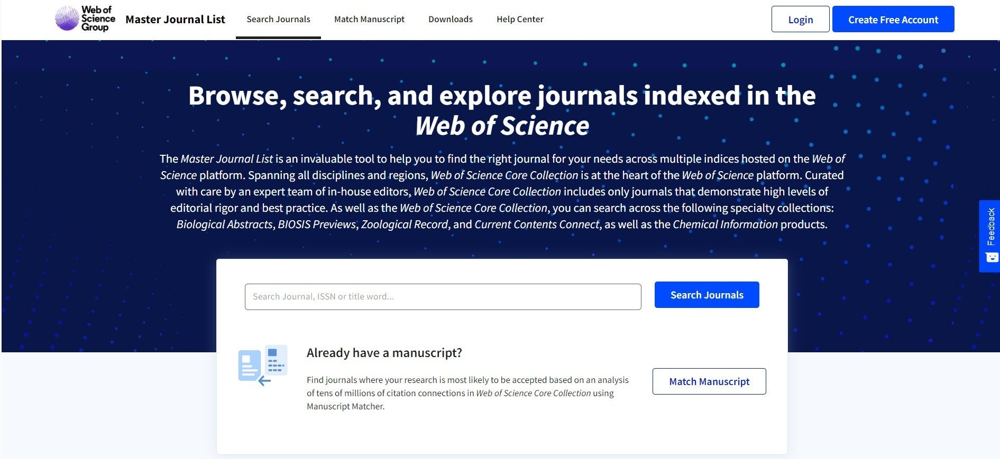 Web of
Science
Group
Master Journal List
Search Journals
Match Manuscript
Downloads
Help Center
Login
Create Free Account
Browse, search, and explore journals indexed in the
Web of Science
The Master Journal List is an invaluable tool to help you to find the right journal for your needs across multiple indices hosted on the Web of
Science platform. Spanning all disciplines and regions, Web of Science Core Collection is at the heart of the Web of Science platform. Curated
with care by an expert team of in-house editors, Web of Science Core Collection includes only journals that demonstrate high levels of
editorial rigor and best practice. As well as the Web of Science Core Collection, you can search across the following specialty collections:
Biological Abstracts, BIOSIS Previews, Zoological Record, and Current Contents Connect, as well as the Chemical Information products.
Feedback
Search Journal, ISSN or title word...
Search Journals
Already have a manuscript?
Find journals where your research is most likely to be accepted based on an analysis
of tens of millions of citation connections in Web of Science Core Collection using
Manuscript Matcher.
Match Manuscript